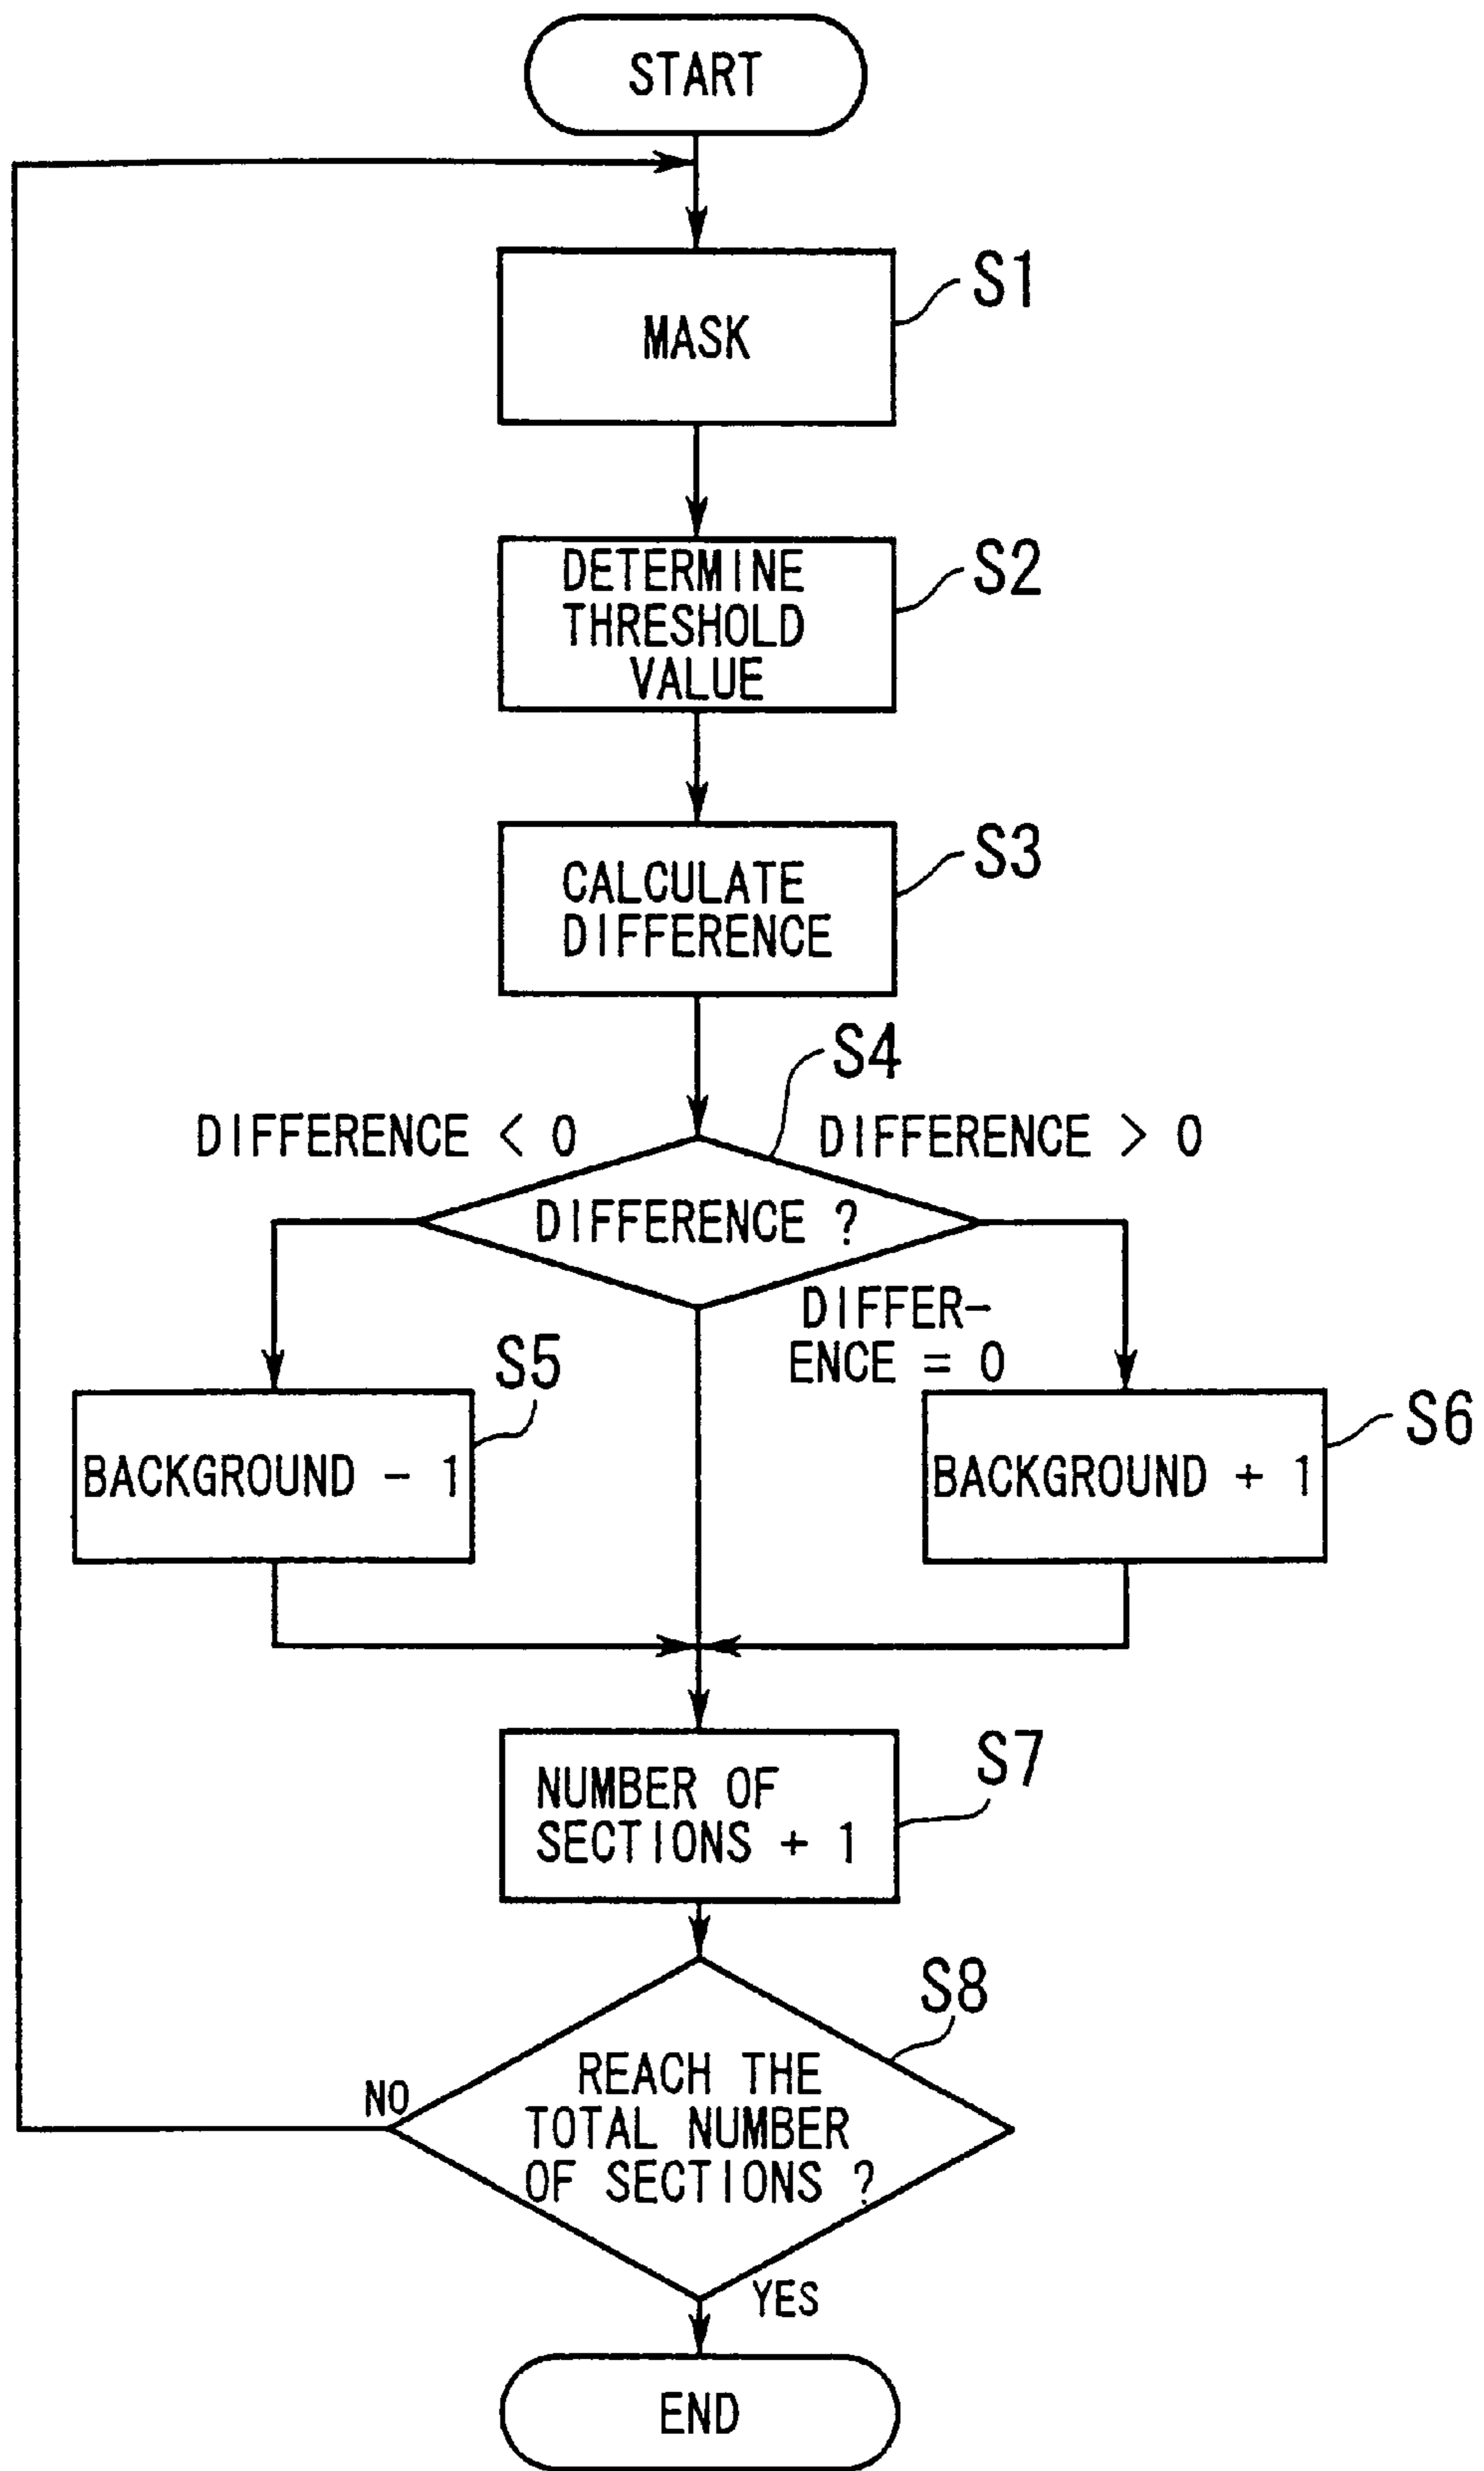 START
S1
MASK
S2
DETERMINE
THRESHOLD
VALUE
S3
CALCULATE
DIFFERENCE
S4
DIFFERENCE < 0
DIFFERENCE > 0
DIFFERENCE ?
DIFFER-
ENCE = 0
S5
S6
BACKGROUND - 1
BACKGROUND + 1
S7
NUMBER OF
SECTIONS + 1
S8
REACH THE
NO
TOTAL NUMBER
OF SECTIONS ?
YES
END